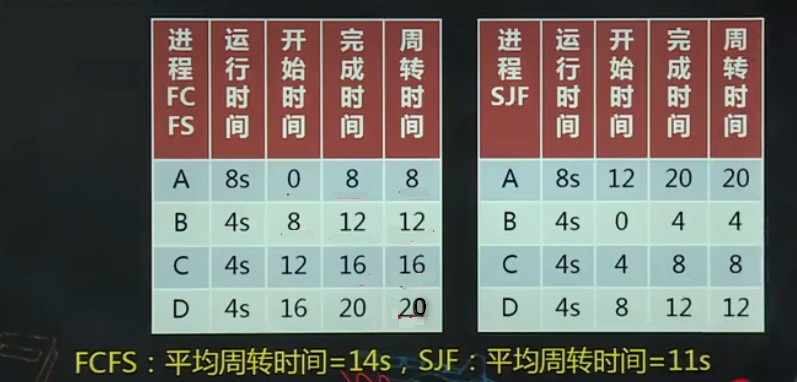 进程FCFS 运行时间 开始时间 完成时间 周转时间
A 8s 0 8 8
B 4s 8 12 12
C 4s 12 16 16
D 4s 16 20 20
进程SJF 运行时间 开始时间 完成时间 周转时间
A 8s 12 20 20
B 4s 0 4 4
C 4s 4 8 8
D 4s 8 12 12
FCFS：平均周转时间=14s，SJF：平均周转时间=11s